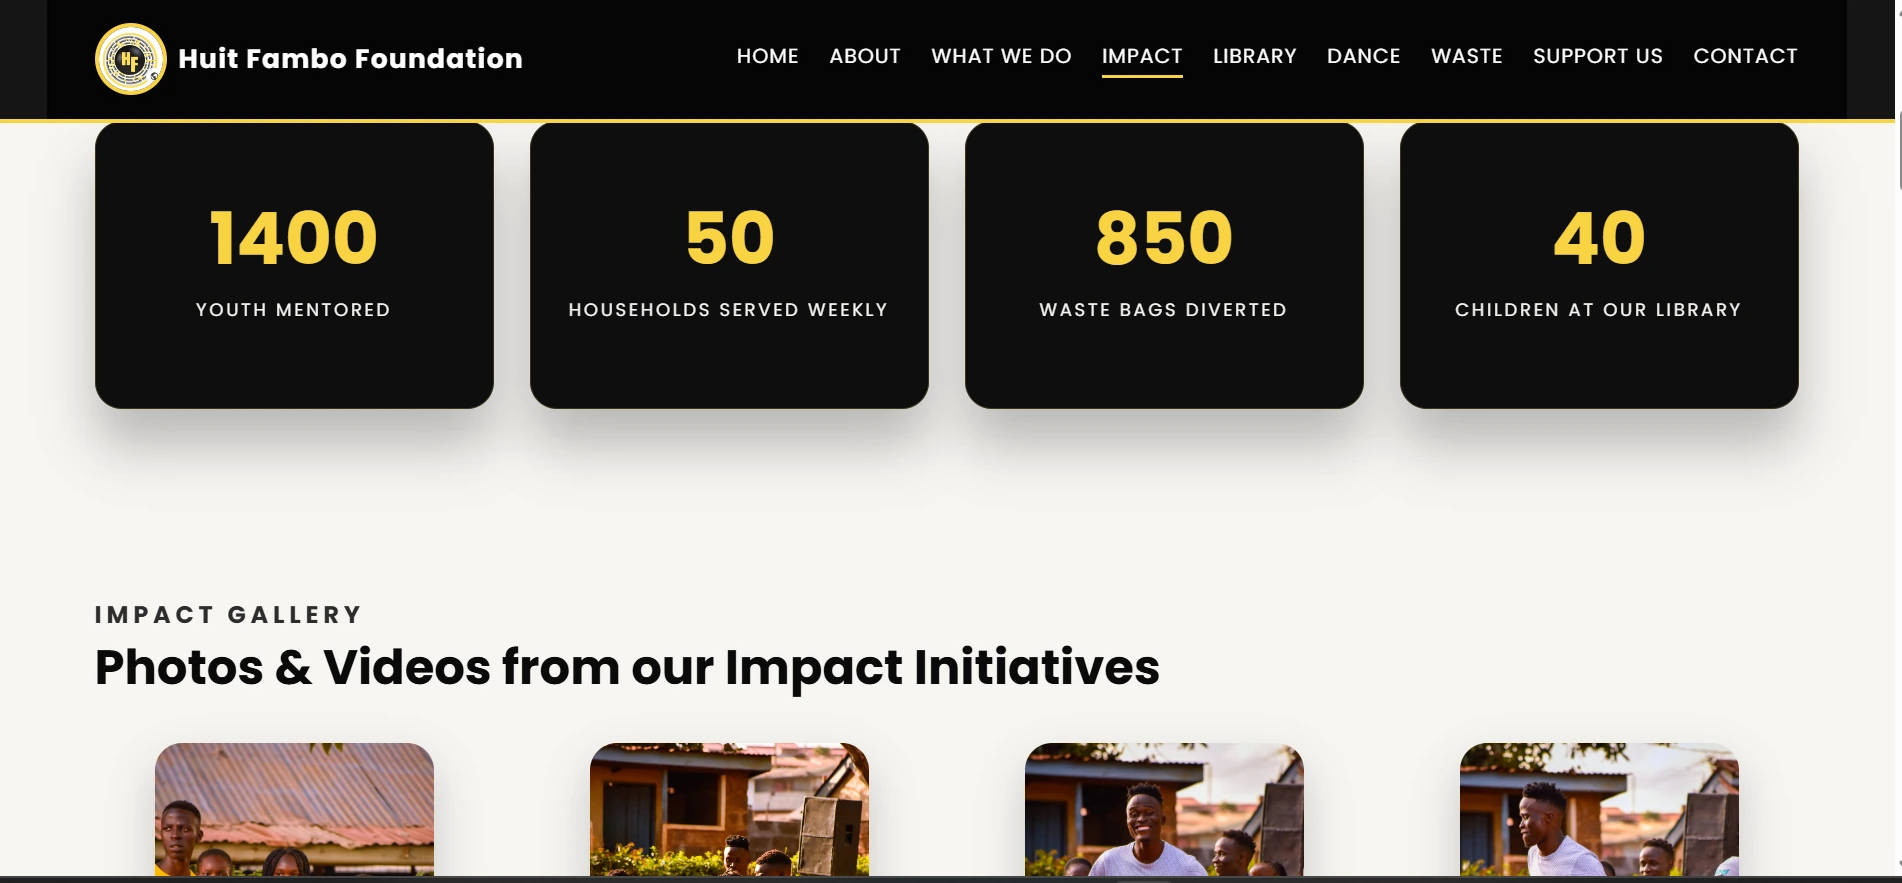 HF
Huit Fambo Foundation
HOME ABOUT WHAT WE DO IMPACT LIBRARY DANCE WASTE SUPPORT US CONTACT
1400
YOUTH MENTORED
50
HOUSEHOLDS SERVED WEEKLY
850
WASTE BAGS DIVERTED
40
CHILDREN AT OUR LIBRARY
IMPACT GALLERY
Photos & Videos from our Impact Initiatives